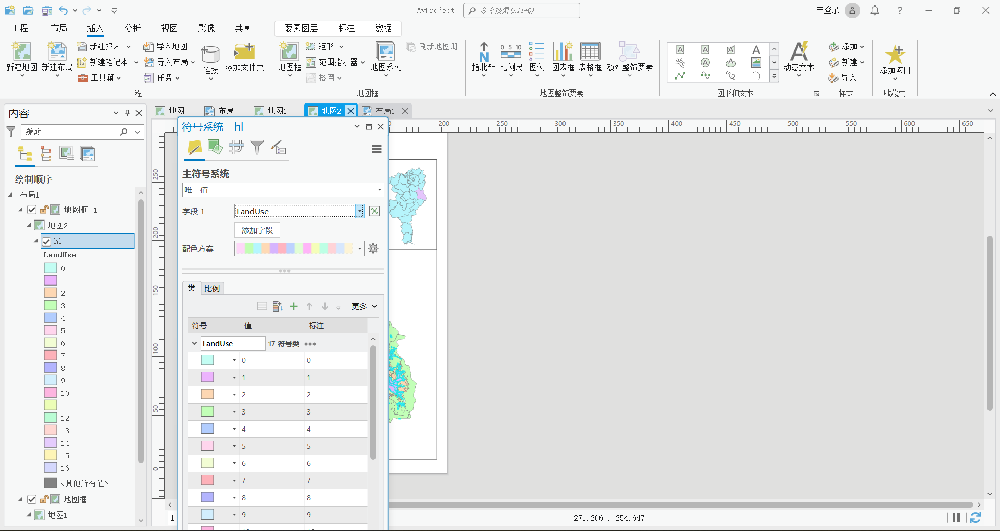 MyProject
命令搜索(Alt+Q)
未登录
工程
布局
插入
分析
视图
影像
共享
要素图层
标注
数据
新建地图
新建布局
新建报表
新建笔记本
工具箱
导入地图
导入布局
任务
连接
添加文件夹
工程
地图框
矩形
范围指示器
格网
地图系列
刷新地图册
地图框
指北针
比例尺
图例
图表框
表格框
额外整饰要素
地图整饰要素
动态文本
图形和文本
添加
新建
导入
样式
添加项目
收藏夹
内容
搜索
绘制顺序
布局1
地图框 1
地图2
hl
LandUse
0
1
2
3
4
5
6
7
8
9
10
11
12
13
14
15
16
<其他所有值>
地图框
地图1
地图
布局
地图1
地图2
布局1
200
250
300
350
400
450
500
550
600
650
250
200
150
100
50
0
符号系统 - hl
主符号系统
唯一值
字段 1
LandUse
添加字段
配色方案
类
比例
更多
符号 值 标注
LandUse 17 符号类
0 0
1 1
2 2
3 3
4 4
5 5
6 6
7 7
8 8
9 9
1:
271.206 , 254.647